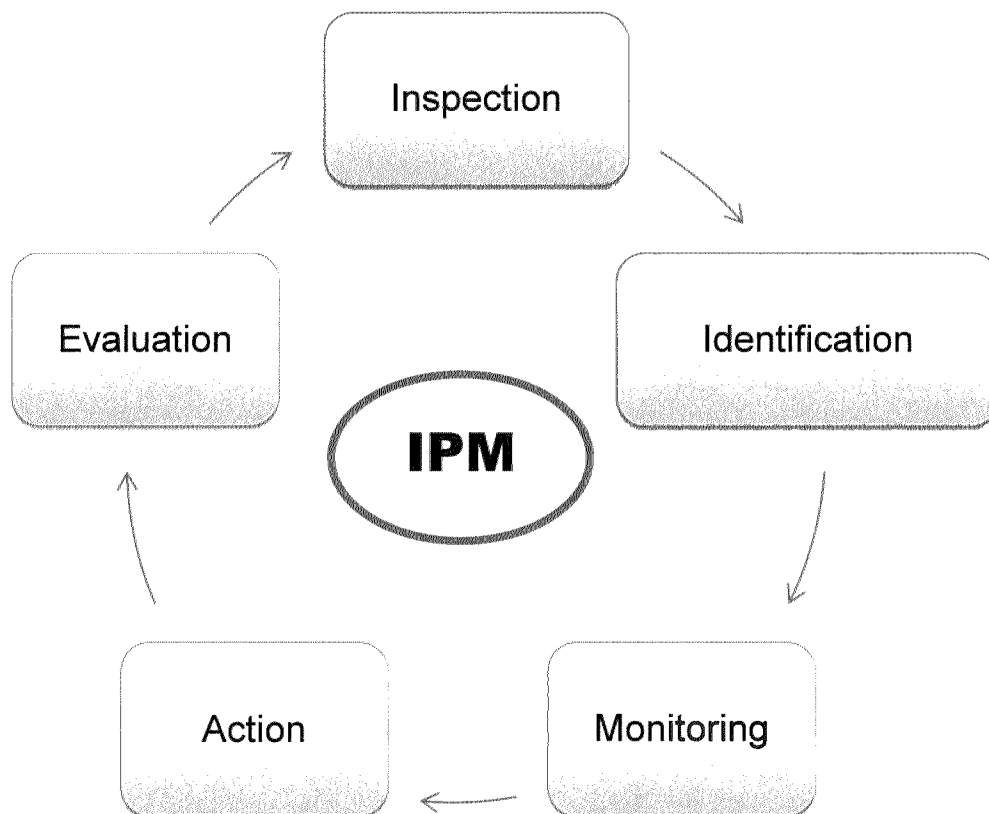 Inspection
Identification
Monitoring
Action
Evaluation
IPM